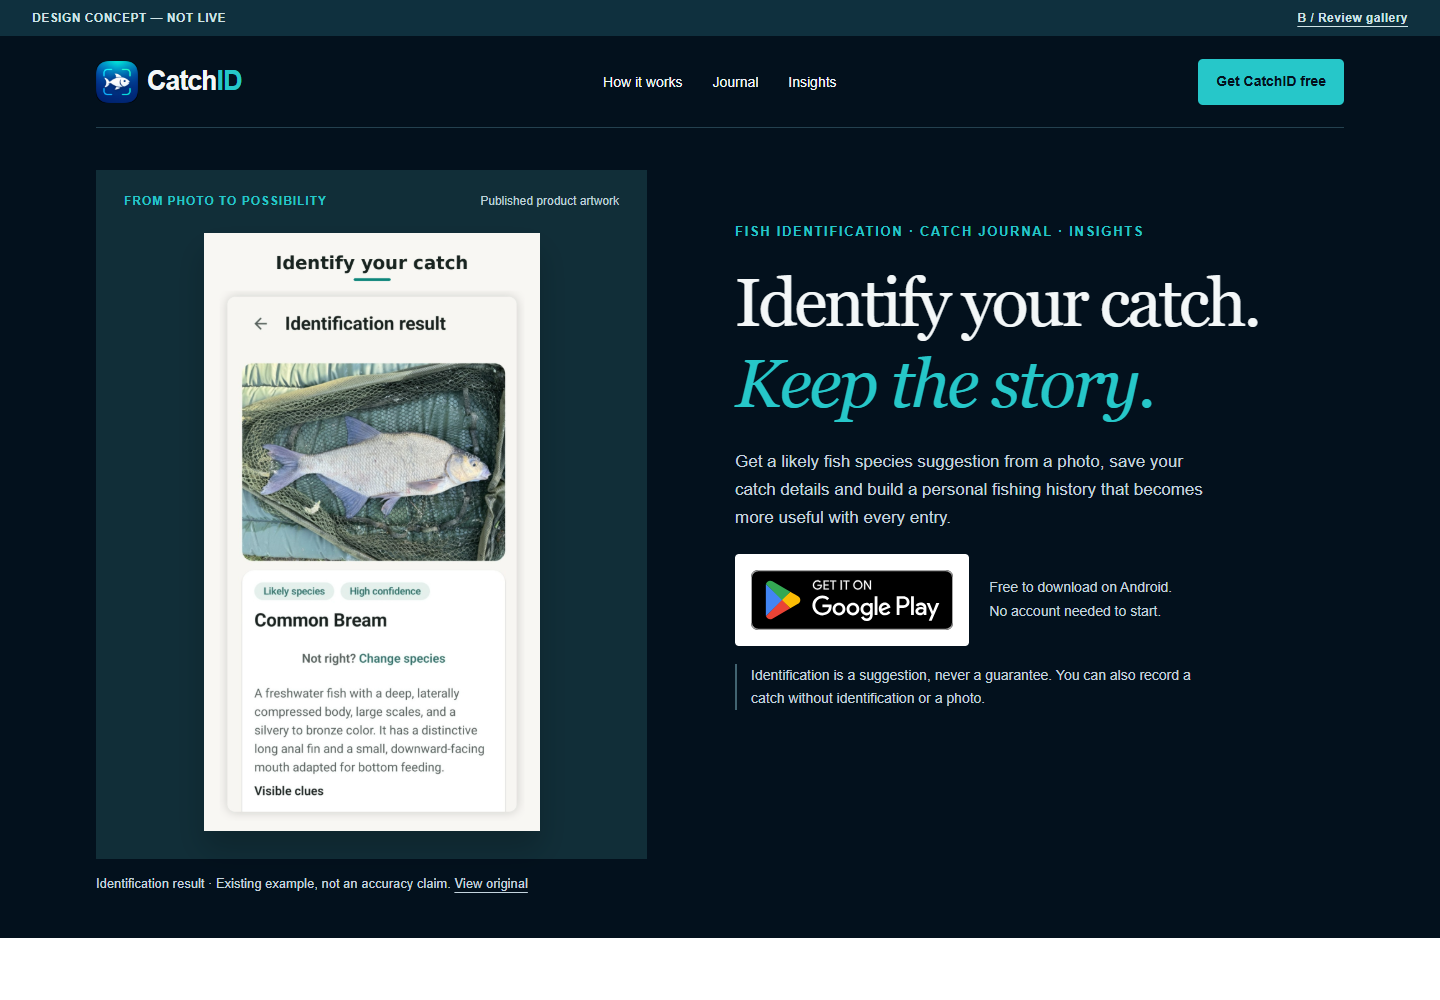 DESIGN CONCEPT — NOT LIVE
B / Review gallery
CatchID
How it works
Journal
Insights
Get CatchID free
FROM PHOTO TO POSSIBILITY
Published product artwork
Identify your catch
Identification result
Likely species
High confidence
Common Bream
Not right? Change species
A freshwater fish with a deep, laterally
compressed body, large scales, and a
silvery to bronze color. It has a distinctive
long anal fin and a small, downward-facing
mouth adapted for bottom feeding.
Visible clues
Identification result · Existing example, not an accuracy claim. View original
FISH IDENTIFICATION · CATCH JOURNAL · INSIGHTS
Identify your catch.
Keep the story.
Get a likely fish species suggestion from a photo, save your
catch details and build a personal fishing history that becomes
more useful with every entry.
GET IT ON
Google Play
Free to download on Android.
No account needed to start.
Identification is a suggestion, never a guarantee. You can also record a
catch without identification or a photo.